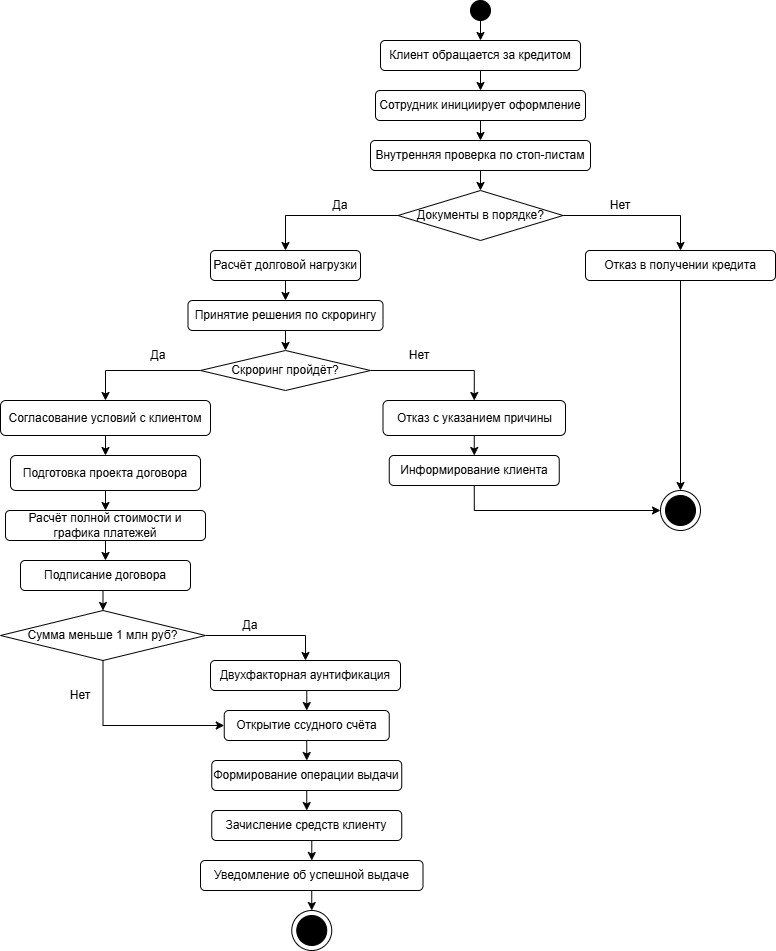 Клиент обращается за кредитом
Сотрудник инициирует оформление
Внутренняя проверка по стоп-листам
Документы в порядке?
Да
Нет
Расчёт долговой нагрузки
Отказ в получении кредита
Принятие решения по скрорингу
Скроринг пройдёт?
Да
Нет
Согласование условий с клиентом
Отказ с указанием причины
Подготовка проекта договора
Информирование клиента
Расчёт полной стоимости и
графика платежей
Подписание договора
Сумма меньше 1 млн руб?
Да
Нет
Двухфакторная аунтификация
Открытие ссудного счёта
Формирование операции выдачи
Зачисление средств клиенту
Уведомление об успешной выдаче